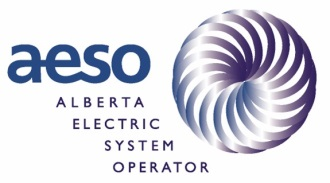 aeso
ALBERTA
ELECTRIC
SYSTEM
OPERATOR